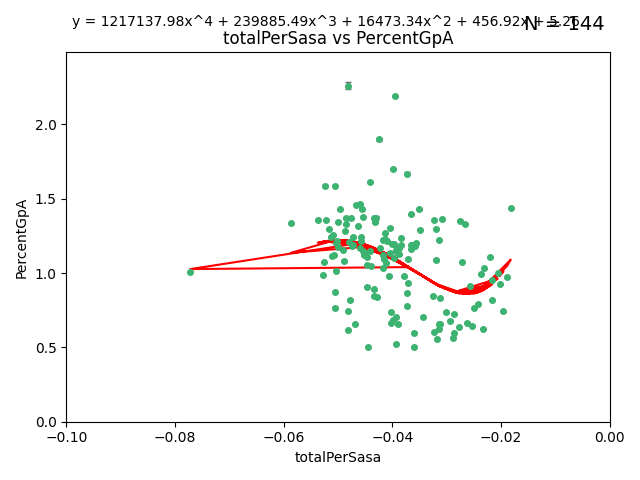 y = 1217137.98x^4 + 239885.49x^3 + 16473.34x^2 + 456.92x + 5.26
N = 144
totalPerSasa vs PercentGpA
PercentGpA
2.0
1.5
1.0
0.5
0.0
−0.10 −0.08 −0.06 −0.04 −0.02 0.00
totalPerSasa